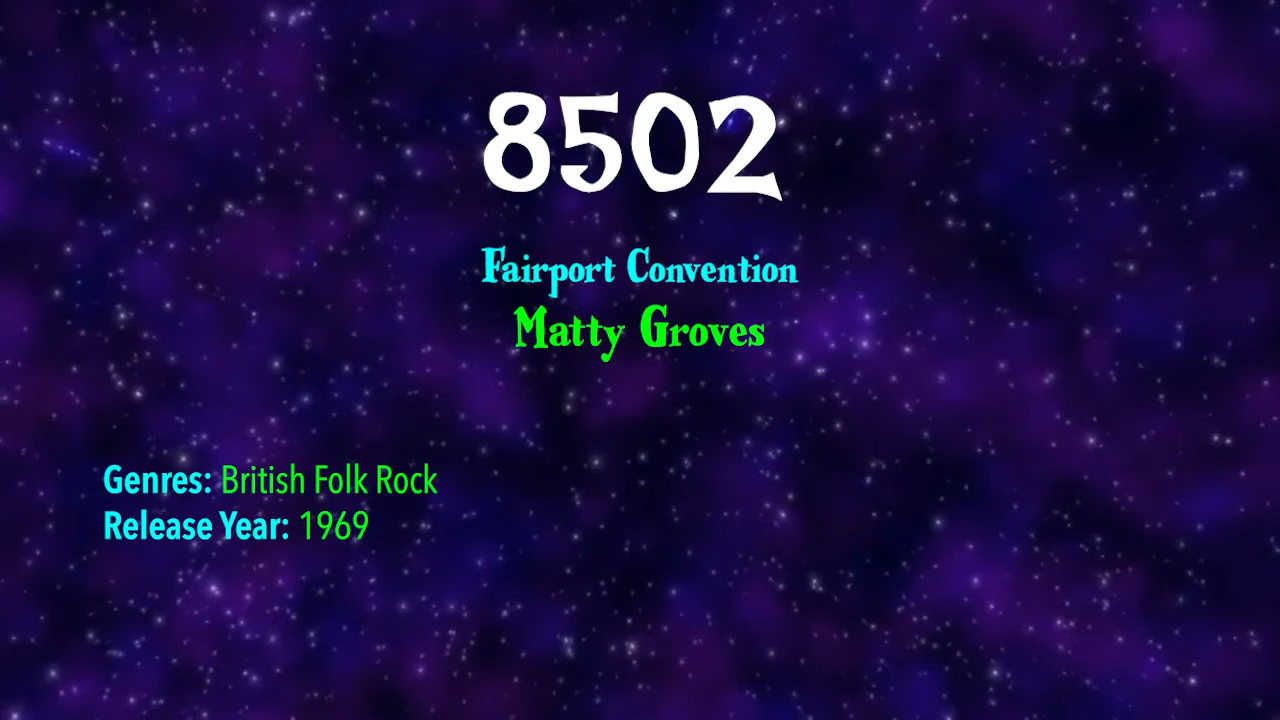 8502
Fairport Convention
Matty Groves
Genres: British Folk Rock
Release Year: 1969